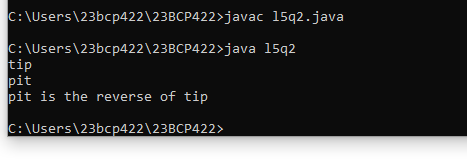 C:\Users\23bcp422\23BCP422>javac l5q2.java
C:\Users\23bcp422\23BCP422>java l5q2
tip
pit
pit is the reverse of tip
C:\Users\23bcp422\23BCP422>